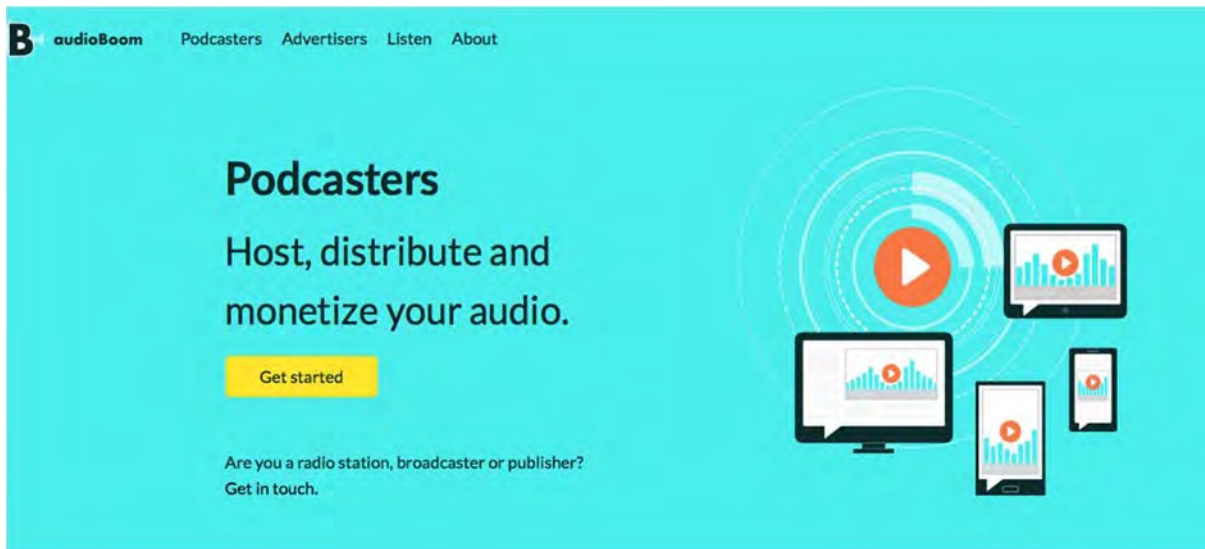 B audioBoom Podcasters Advertisers Listen About
Podcasters
Host, distribute and
monetize your audio.
Get started
Are you a radio station, broadcaster or publisher?
Get in touch.